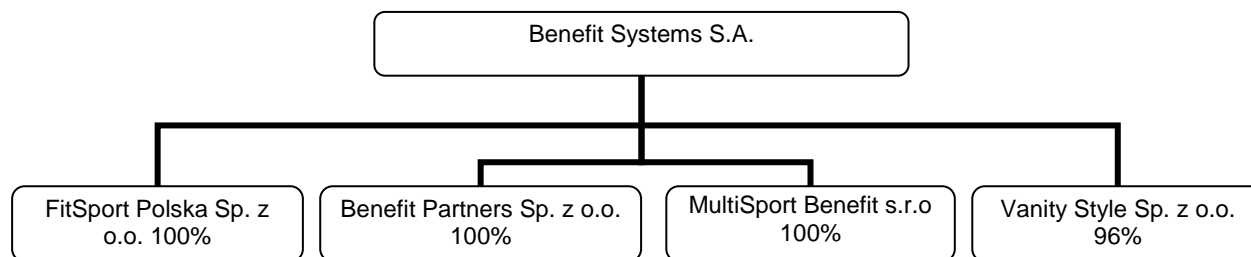 Benefit Systems S.A.
FitSport Polska Sp. z
o.o. 100%
Benefit Partners Sp. z o.o.
100%
MultiSport Benefit s.r.o
100%
Vanity Style Sp. z o.o.
96%